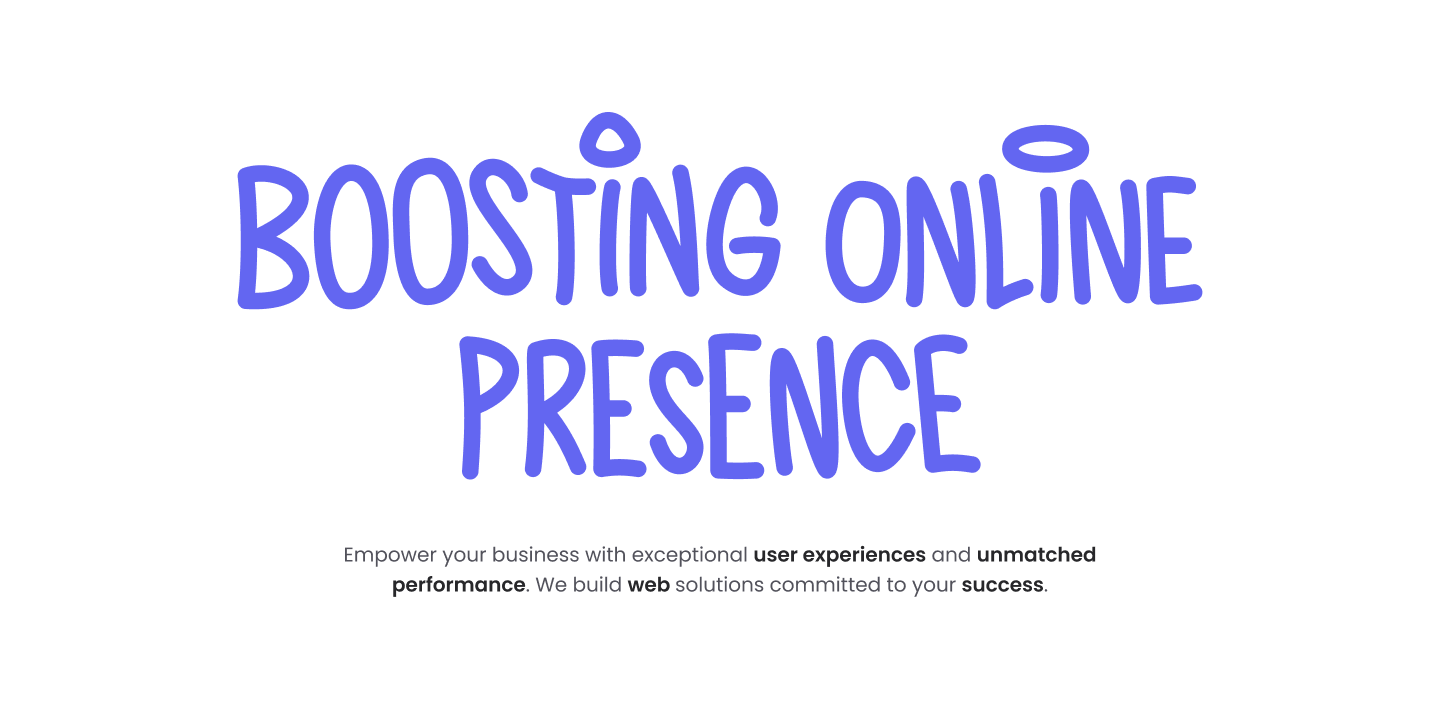 BOOSTING ONLINE
PRESENCE
Empower your business with exceptional user experiences and unmatched
performance. We build web solutions committed to your success.